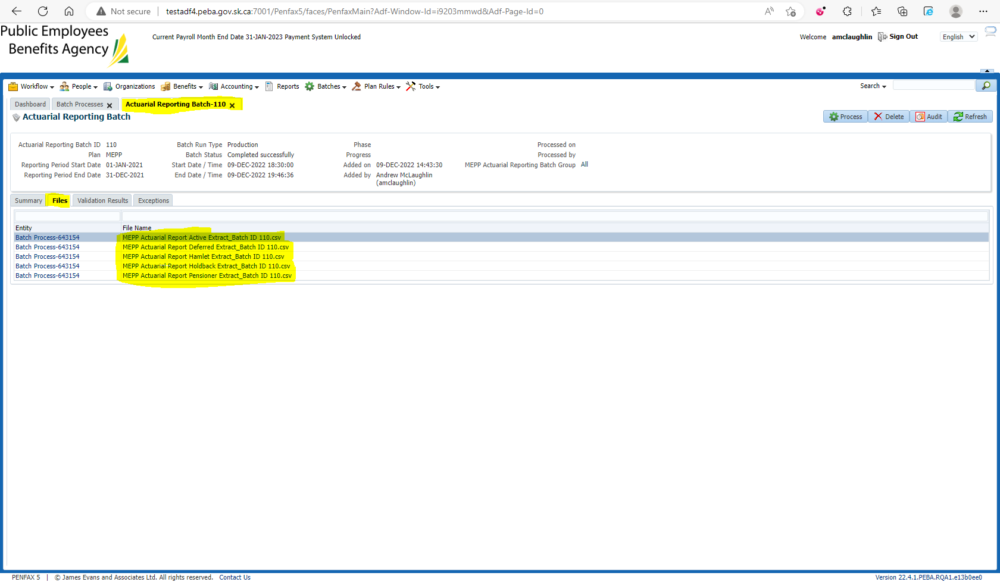 Not secure testadf4.peba.gov.sk.ca:7001/Penfax5/faces/PenfaxMain?Adf-Window-Id=i9203mmwd&Adf-Page-Id=0
Public Employees
Benefits Agency
Current Payroll Month End Date 31-JAN-2023 Payment System Unlocked
Welcome amclaughlin Sign Out English
Workflow People Organizations Benefits Accounting Reports Batches Plan Rules Tools Search
Dashboard Batch Processes Actuarial Reporting Batch-110
Actuarial Reporting Batch Process Delete Audit Refresh
Actuarial Reporting Batch ID 110 Batch Run Type Production Phase Processed on
Plan MEPP Batch Status Completed successfully Progress Processed by
Reporting Period Start Date 01-JAN-2021 Start Date / Time 09-DEC-2022 18:30:00 Added on 09-DEC-2022 14:43:30 MEPP Actuarial Reporting Batch Group All
Reporting Period End Date 31-DEC-2021 End Date / Time 09-DEC-2022 19:46:36 Added by Andrew McLaughlin
(amclaughlin)
Summary Files Validation Results Exceptions
Entity File Name
Batch Process-643154 MEPP Actuarial Report Active Extract_Batch ID 110.csv
Batch Process-643154 MEPP Actuarial Report Deferred Extract_Batch ID 110.csv
Batch Process-643154 MEPP Actuarial Report Hamlet Extract_Batch ID 110.csv
Batch Process-643154 MEPP Actuarial Report Holdback Extract_Batch ID 110.csv
Batch Process-643154 MEPP Actuarial Report Pensioner Extract_Batch ID 110.csv
PENFAX 5 | © James Evans and Associates Ltd. All rights reserved. Contact Us Version 22.4.1.PEBA.RQA1.e13b0ee0